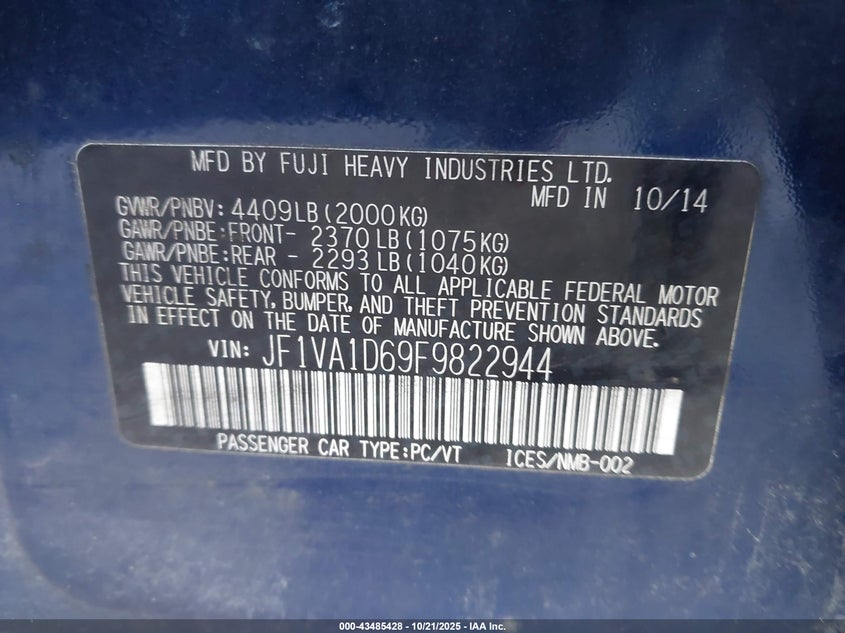 MFD BY FUJI HEAVY INDUSTRIES LTD.
MFD IN 10/14
GVWR/PNBV: 4409LB(2000KG)
GAWR/PNBE:FRONT- 2370LB(1075KG)
GAWR/PNBE:REAR - 2293LB(1040KG)
THIS VEHICLE CONFORMS TO ALL APPLICABLE FEDERAL MOTOR
VEHICLE SAFETY, BUMPER, AND THEFT PREVENTION STANDARDS
IN EFFECT ON THE DATE OF MANUFACTURE SHOWN ABOVE.
VIN: JF1VA1D69F9822944
PASSENGER CAR TYPE:PC/VT ICES/NMB-002
000-43485428 - 10/21/2025 - IAA Inc.